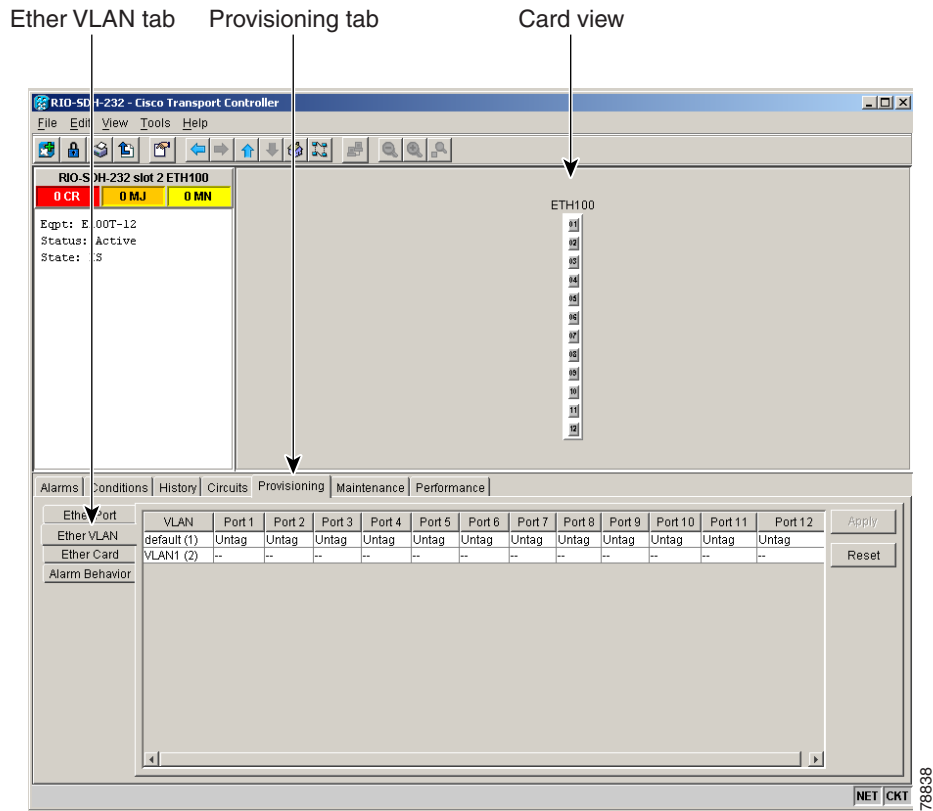 Ether VLAN tab Provisioning tab Card view
RIO-SDH-232 - Cisco Transport Controller
File Edit View Tools Help
RIO-SDH-232 slot 2 ETH100
0 CR 0 MJ 0 MN
Eqpt: E100T-12
Status: Active
State: IS
ETH100
01
02
03
04
05
06
07
08
09
10
11
12
Alarms Conditions History Circuits Provisioning Maintenance Performance
Ether Port
Ether VLAN
Ether Card
Alarm Behavior
VLAN Port 1 Port 2 Port 3 Port 4 Port 5 Port 6 Port 7 Port 8 Port 9 Port 10 Port 11 Port 12
default (1) Untag Untag Untag Untag Untag Untag Untag Untag Untag Untag Untag Untag
VLAN1 (2) -- -- -- -- -- -- -- -- -- -- -- --
Apply
Reset
NET CKT
78838